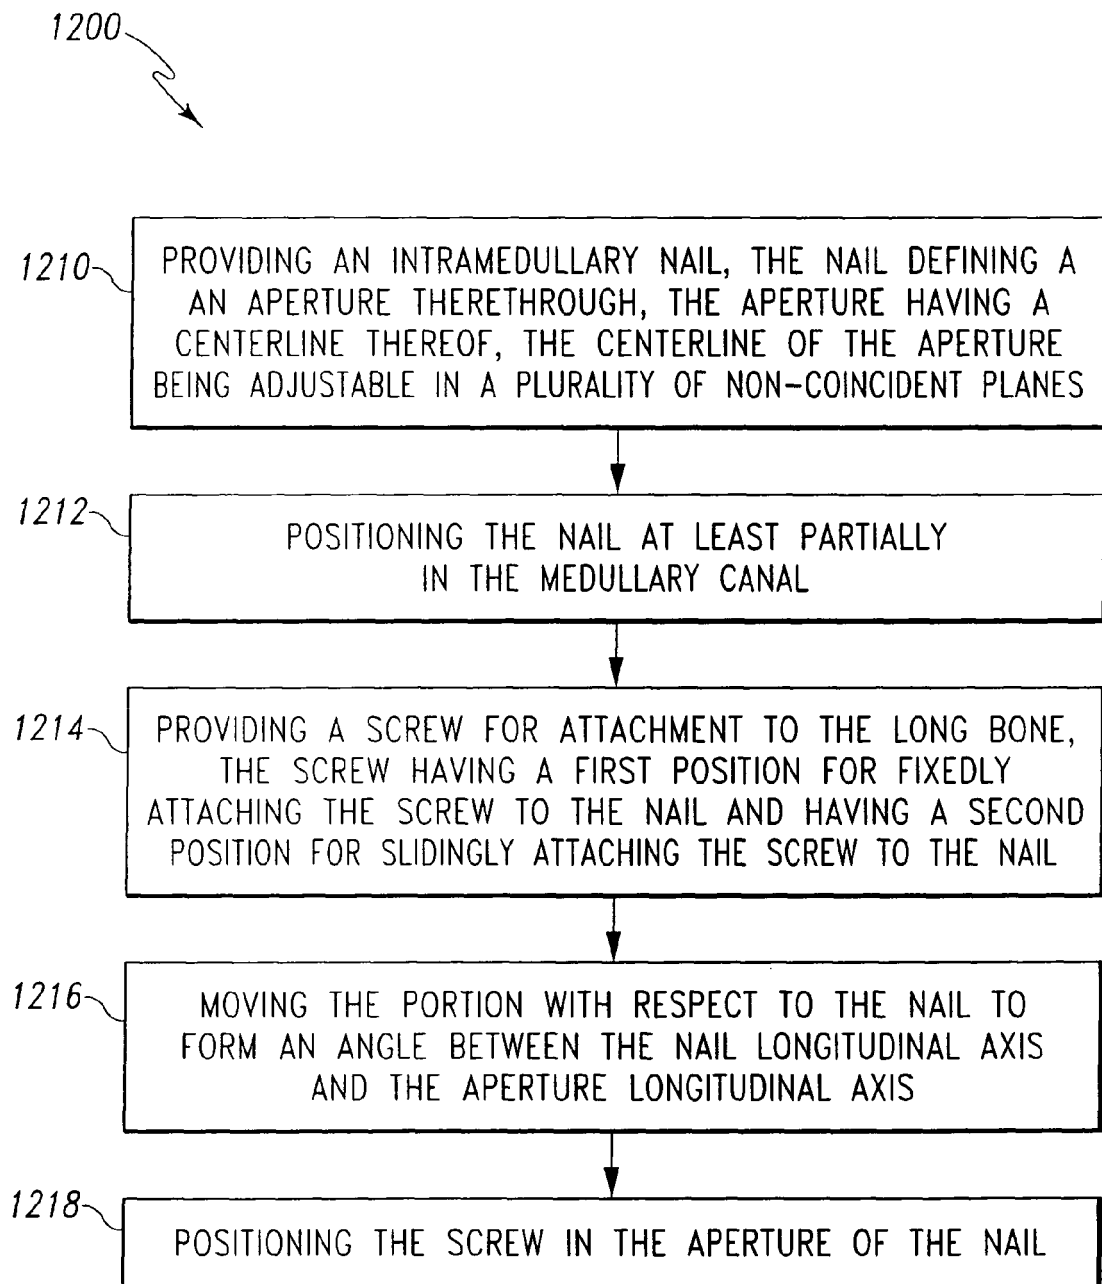 1200
1210
PROVIDING AN INTRAMEDULLARY NAIL, THE NAIL DEFINING A
AN APERTURE THERETHROUGH, THE APERTURE HAVING A
CENTERLINE THEREOF, THE CENTERLINE OF THE APERTURE
BEING ADJUSTABLE IN A PLURALITY OF NON-COINCIDENT PLANES
1212
POSITIONING THE NAIL AT LEAST PARTIALLY
IN THE MEDULLARY CANAL
1214
PROVIDING A SCREW FOR ATTACHMENT TO THE LONG BONE,
THE SCREW HAVING A FIRST POSITION FOR FIXEDLY
ATTACHING THE SCREW TO THE NAIL AND HAVING A SECOND
POSITION FOR SLIDINGLY ATTACHING THE SCREW TO THE NAIL
1216
MOVING THE PORTION WITH RESPECT TO THE NAIL TO
FORM AN ANGLE BETWEEN THE NAIL LONGITUDINAL AXIS
AND THE APERTURE LONGITUDINAL AXIS
1218
POSITIONING THE SCREW IN THE APERTURE OF THE NAIL